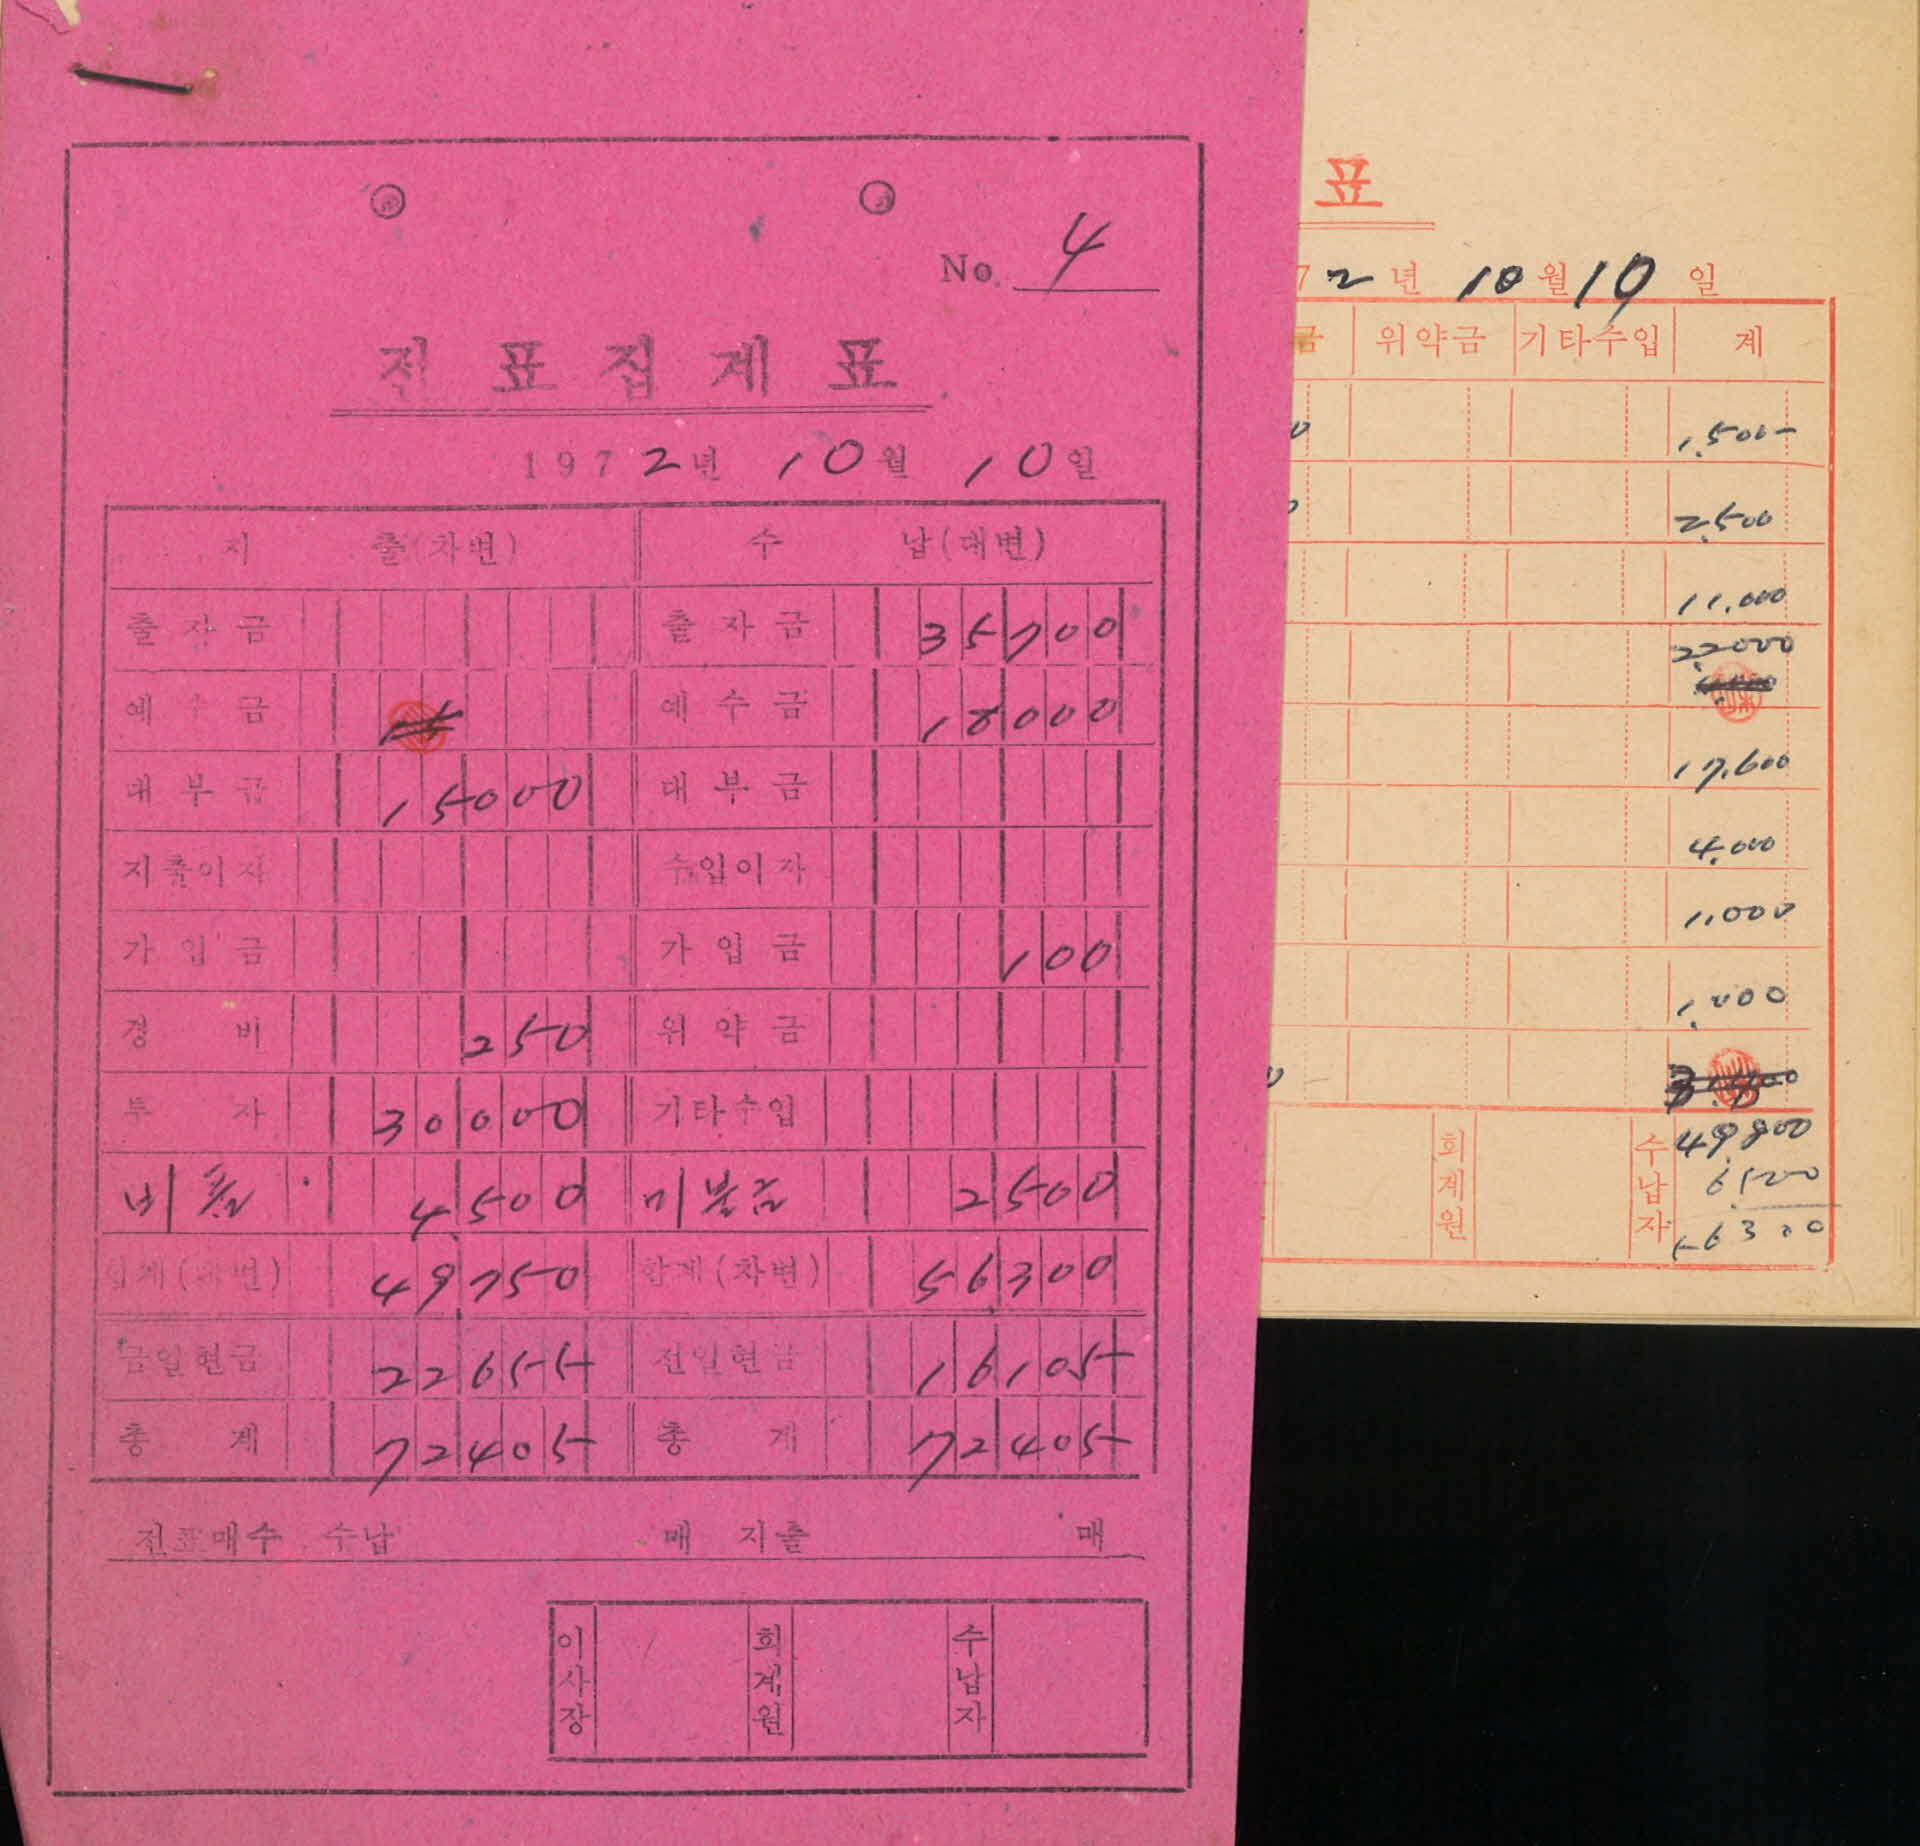 No. 4
전표집계표
1972년 10월 10일
지 출(차변) 수 납(대변)
출자금 출자금 35700
예수금 예수금 18000
대부금 15000 대부금
지출이자 수입이자
가입금 가입금 100
경비 250 위약금
투자 30000 기타수입
비품 4500 미불금 2500
합계(대변) 49750 합계(차변) 56300
금일현금 22655 전일현금 16105
총계 72405 총계 72405
전표매수 수납 매 지출 매
이사장 회계원 수납자
표
72년 10월 10일
금 위약금 기타수입 계
1,500-
2,500
11,000
22000
17,600
4,000
1,000
1,000
회계원 수납자
49,800
6,500
56300